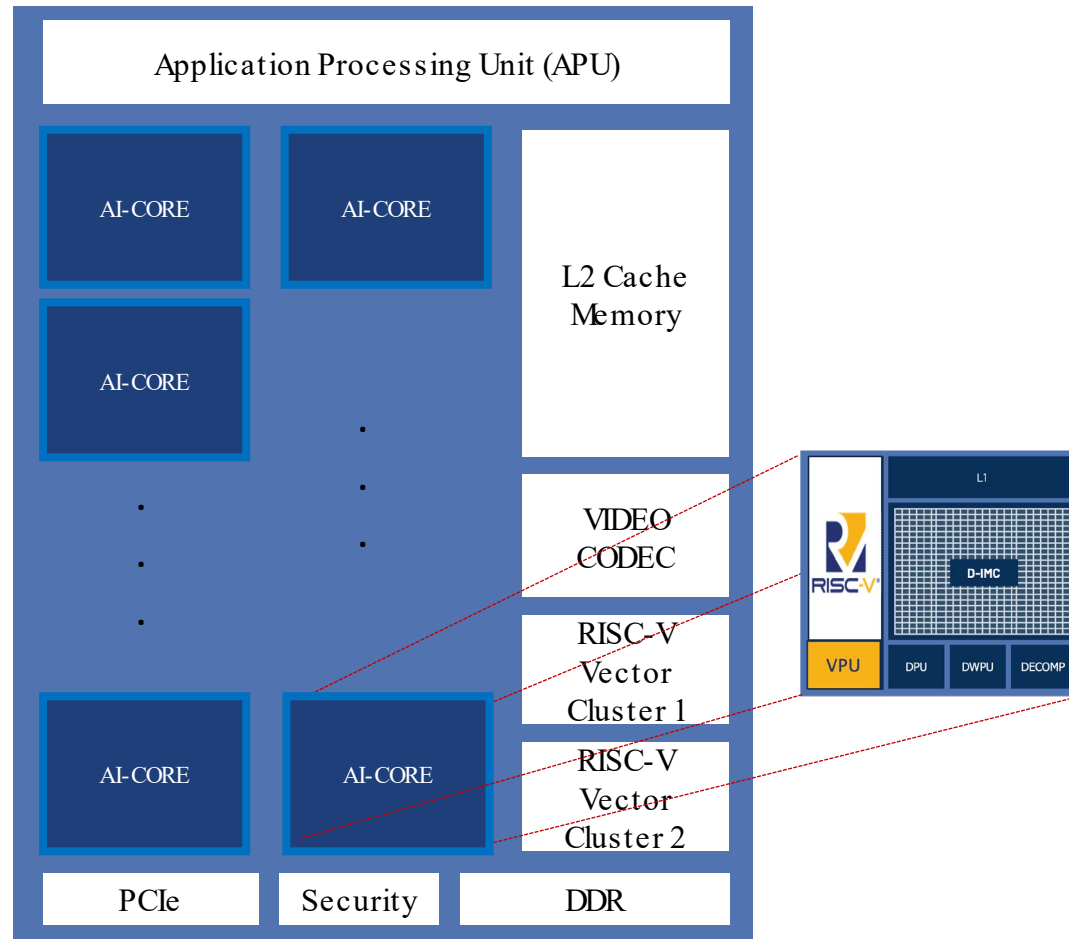 Application Processing Unit (APU)
AI-CORE
AI-CORE
L2 Cache
Memory
AI-CORE
VIDEO
CODEC
L1
D-IMC
RISC-V
VPU
DPU
DWPU
DECOMP
RISC-V
Vector
Cluster 1
AI-CORE
AI-CORE
RISC-V
Vector
Cluster 2
PCIe
Security
DDR